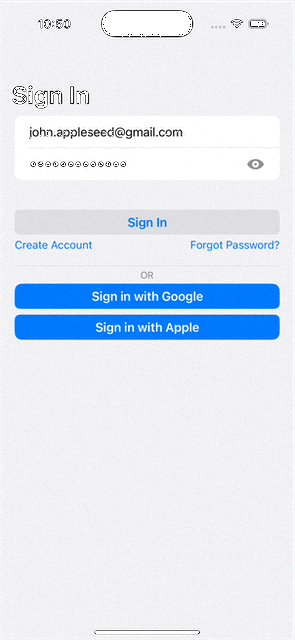 10:50
Sign In
john.appleseed@gmail.com
Sign In
Create Account Forgot Password?
OR
Sign in with Google
Sign in with Apple